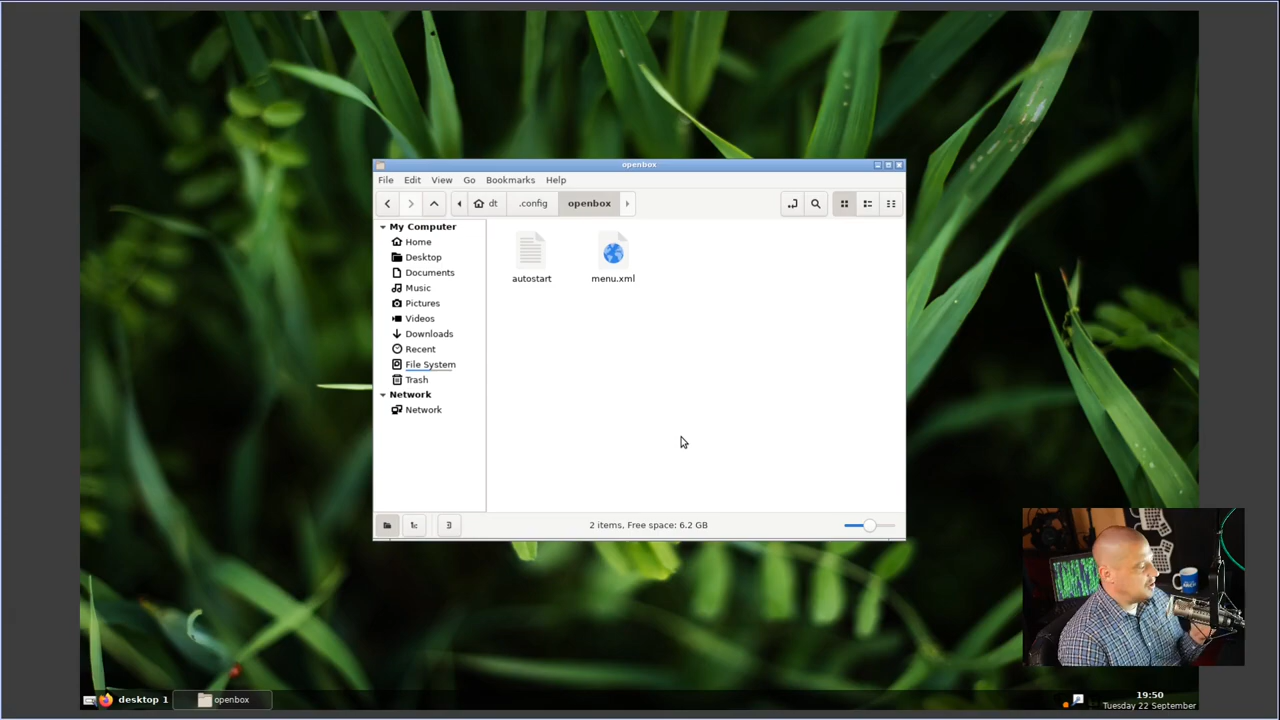 openbox
File Edit View Go Bookmarks Help
dt .config openbox
My Computer
Home
Desktop
Documents
Music
Pictures
Videos
Downloads
Recent
File System
Trash
Network
Network
autostart menu.xml
2 items, Free space: 6.2 GB
desktop 1 openbox
19:50
Tuesday 22 September